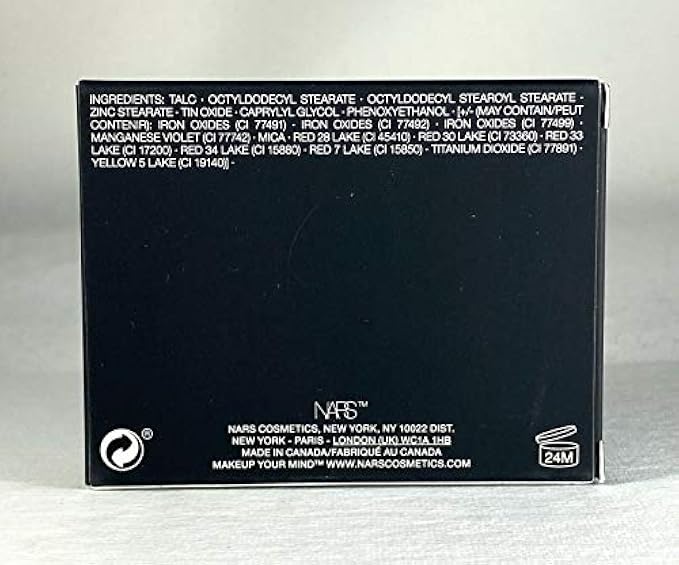 INGREDIENTS: TALC · OCTYLDODECYL STEARATE · OCTYLDODECYL STEAROYL STEARATE ·
ZINC STEARATE · TIN OXIDE · CAPRYLYL GLYCOL · PHENOXYETHANOL · [+/- (MAY CONTAIN/PEUT
CONTENIR): IRON OXIDES (CI 77491) · IRON OXIDES (CI 77492) · IRON OXIDES (CI 77499) ·
MANGANESE VIOLET (CI 77742) · MICA · RED 28 LAKE (CI 45410) · RED 30 LAKE (CI 73360) · RED 33
LAKE (CI 17200) · RED 34 LAKE (CI 15880) · RED 7 LAKE (CI 15850) · TITANIUM DIOXIDE (CI 77891) ·
YELLOW 5 LAKE (CI 19140)] ·
NARS™
NARS COSMETICS, NEW YORK, NY 10022 DIST.
NEW YORK - PARIS - LONDON (UK) WC1A 1HB
MADE IN CANADA/FABRIQUÉ AU CANADA
MAKEUP YOUR MIND™ WWW.NARSCOSMETICS.COM
®
24M